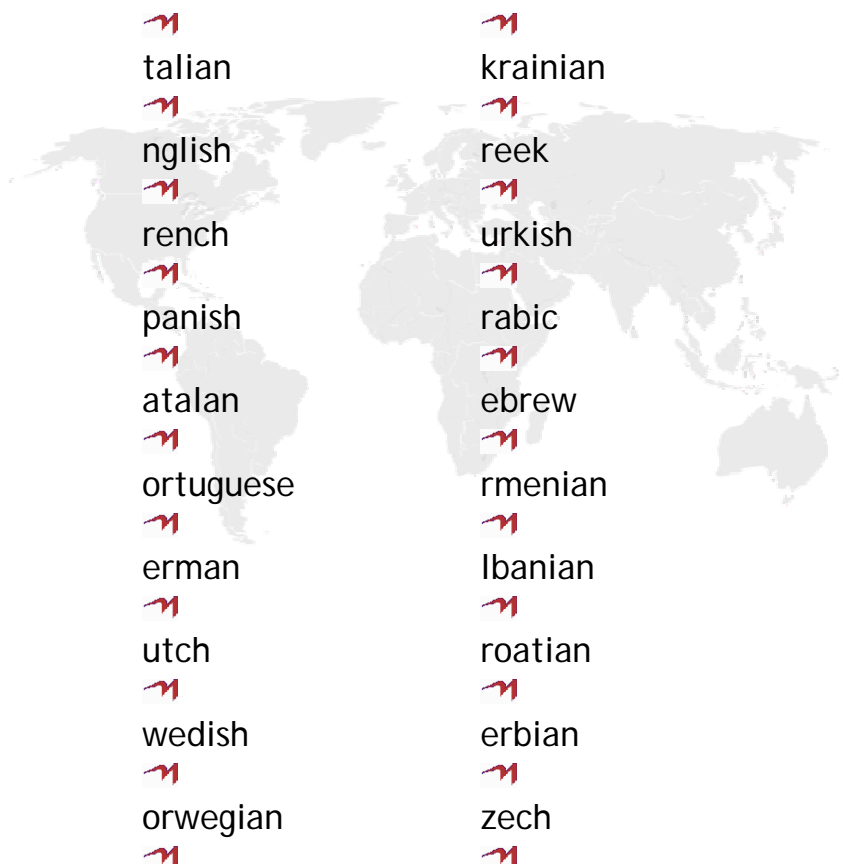 talian
nglish
rench
panish
atalan
ortuguese
erman
utch
wedish
orwegian
krainian
reek
urkish
rabic
ebrew
rmenian
lbanian
roatian
erbian
zech